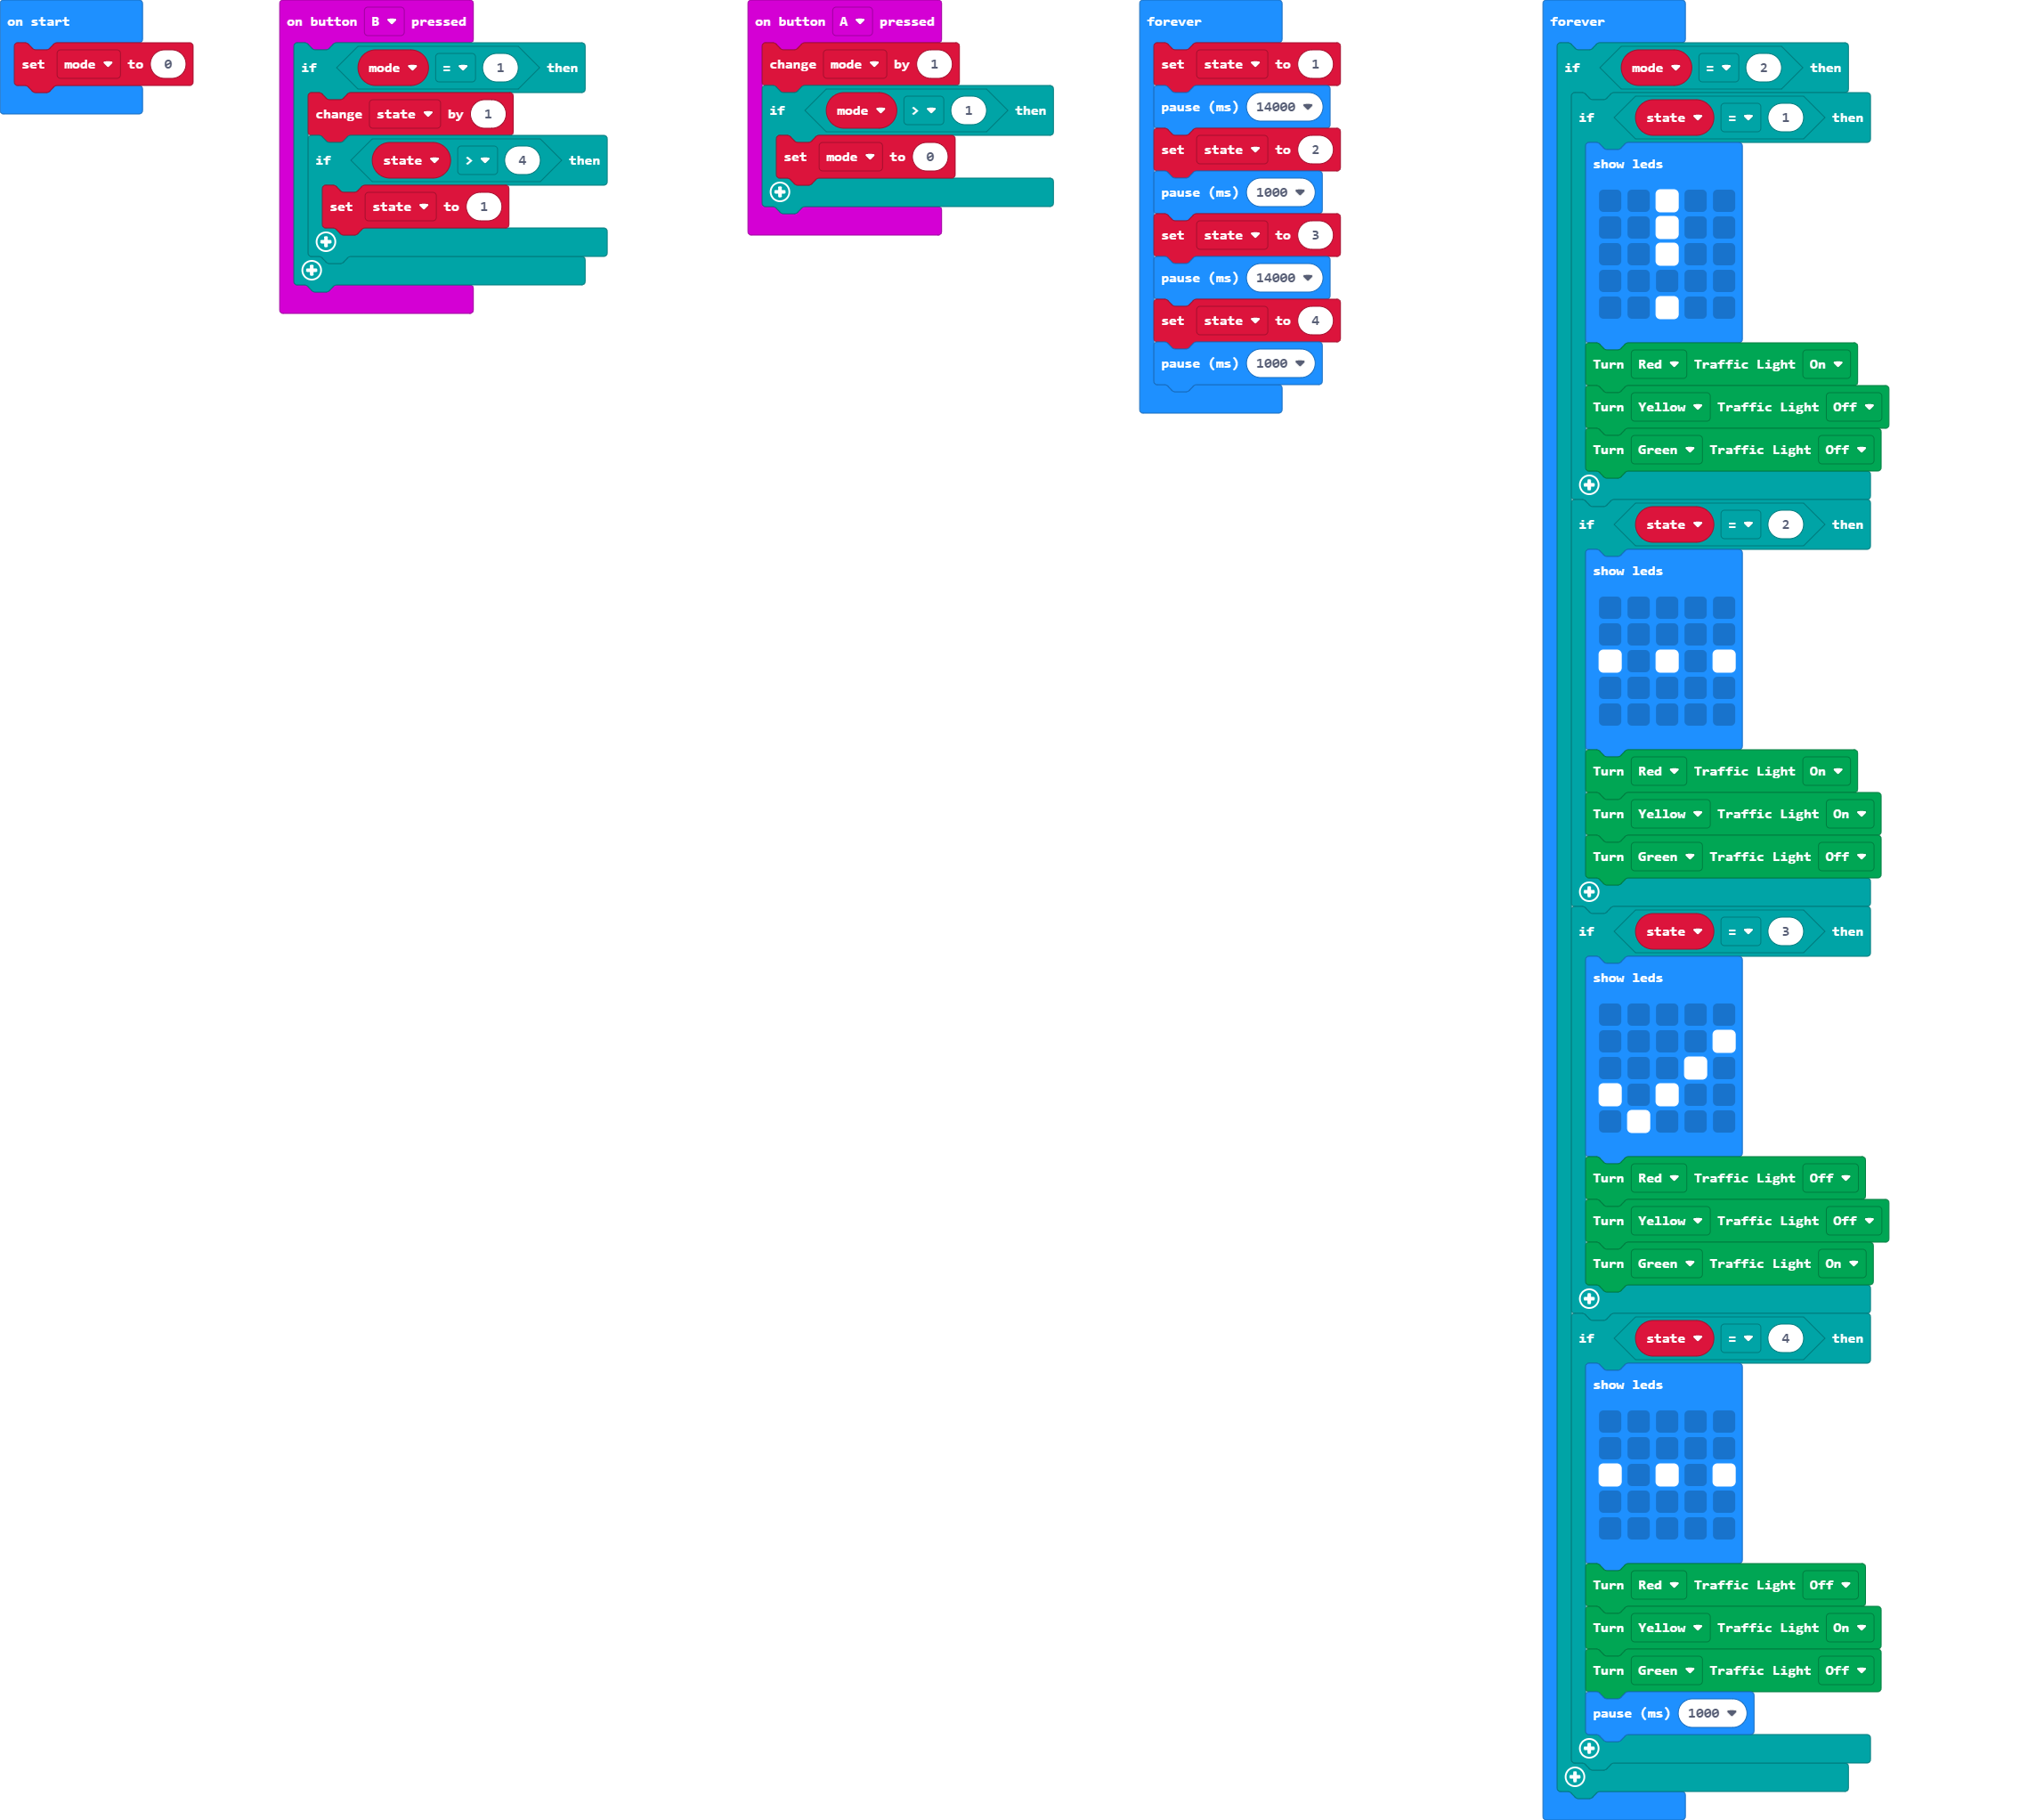 on start
set mode to 0
on button B pressed
if mode = 1 then
change state by 1
if state > 4 then
set state to 1
on button A pressed
change mode by 1
if mode > 1 then
set mode to 0
forever
set state to 1
pause (ms) 14000
set state to 2
pause (ms) 1000
set state to 3
pause (ms) 14000
set state to 4
pause (ms) 1000
forever
if mode = 2 then
if state = 1 then
show leds
Turn Red Traffic Light On
Turn Yellow Traffic Light Off
Turn Green Traffic Light Off
if state = 2 then
show leds
Turn Red Traffic Light On
Turn Yellow Traffic Light On
Turn Green Traffic Light Off
if state = 3 then
show leds
Turn Red Traffic Light Off
Turn Yellow Traffic Light Off
Turn Green Traffic Light On
if state = 4 then
show leds
Turn Red Traffic Light Off
Turn Yellow Traffic Light On
Turn Green Traffic Light Off
pause (ms) 1000